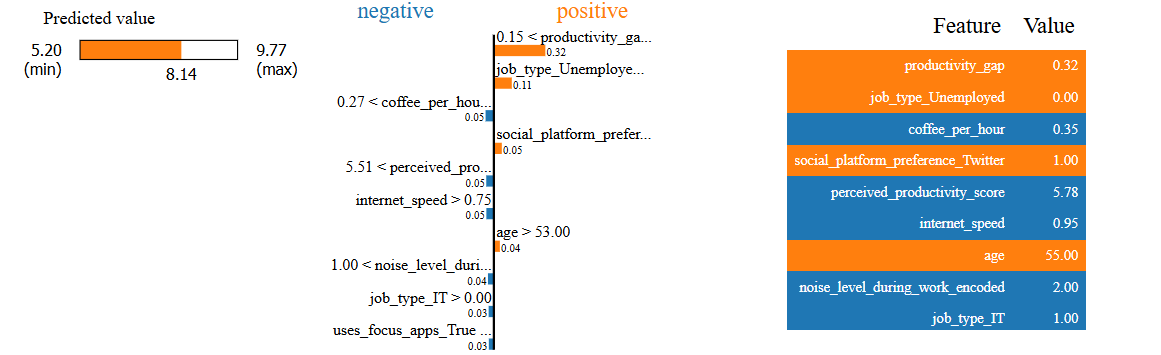 Predicted value
5.20
(min)
9.77
(max)
8.14
negative
positive
0.15 < productivity_ga...
0.32
job_type_Unemploye...
0.11
0.27 < coffee_per_hou...
0.05
social_platform_prefer...
0.05
5.51 < perceived_pro...
0.05
internet_speed > 0.75
0.05
age > 53.00
0.04
1.00 < noise_level_duri...
0.04
job_type_IT > 0.00
0.03
uses_focus_apps_True ...
0.03
Feature Value
productivity_gap 0.32
job_type_Unemployed 0.00
coffee_per_hour 0.35
social_platform_preference_Twitter 1.00
perceived_productivity_score 5.78
internet_speed 0.95
age 55.00
noise_level_during_work_encoded 2.00
job_type_IT 1.00